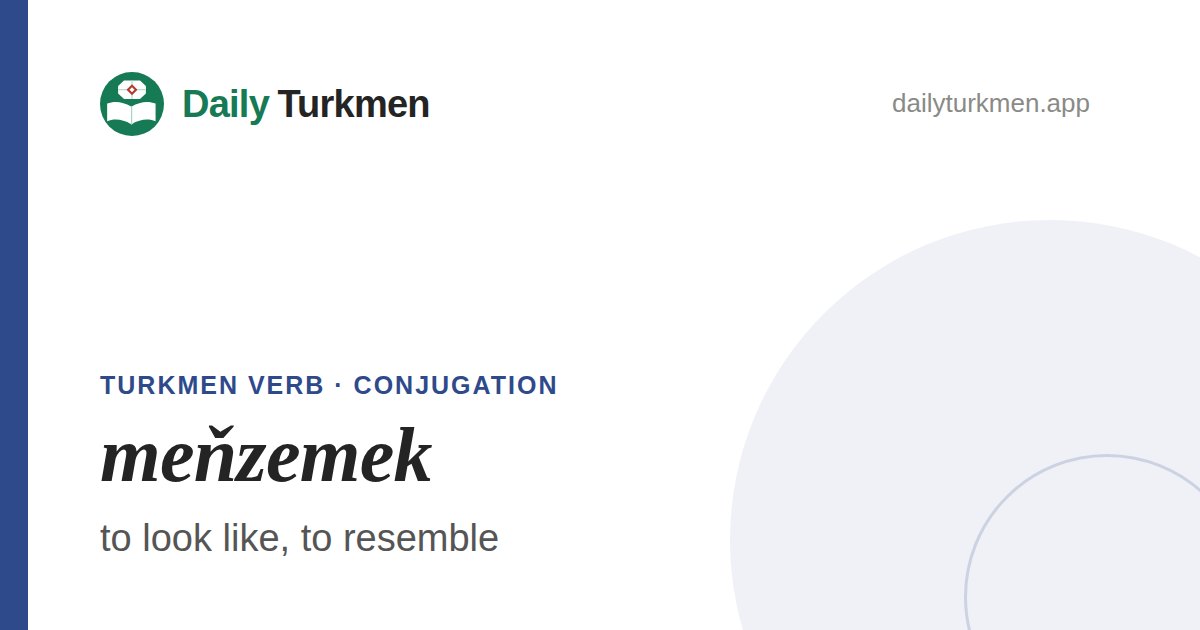 Daily Turkmen
dailyturkmen.app
TURKMEN VERB · CONJUGATION
meňzemek
to look like, to resemble